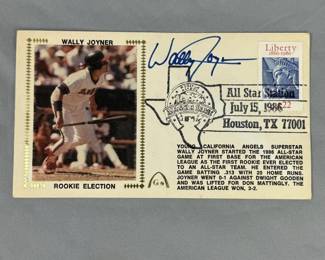 WALLY JOYNER
Wally Joyner
Liberty
1886-1986
USA 22
All Star Station
July 15, 1986
Houston, TX 77001
ROOKIE ELECTION
YOUNG CALIFORNIA ANGELS SUPERSTAR
WALLY JOYNER STARTED THE 1986 ALL-STAR
GAME AT FIRST BASE FOR THE AMERICAN
LEAGUE AS THE FIRST ROOKIE EVER ELECTED
TO AN ALL-STAR TEAM. HE ENTERED THE
GAME BATTING .313 WITH 20 HOME RUNS.
JOYNER WENT 0-1 AGAINST DWIGHT GOODEN
AND WAS LIFTED FOR DON MATTINGLY. THE
AMERICAN LEAGUE WON, 3-2.